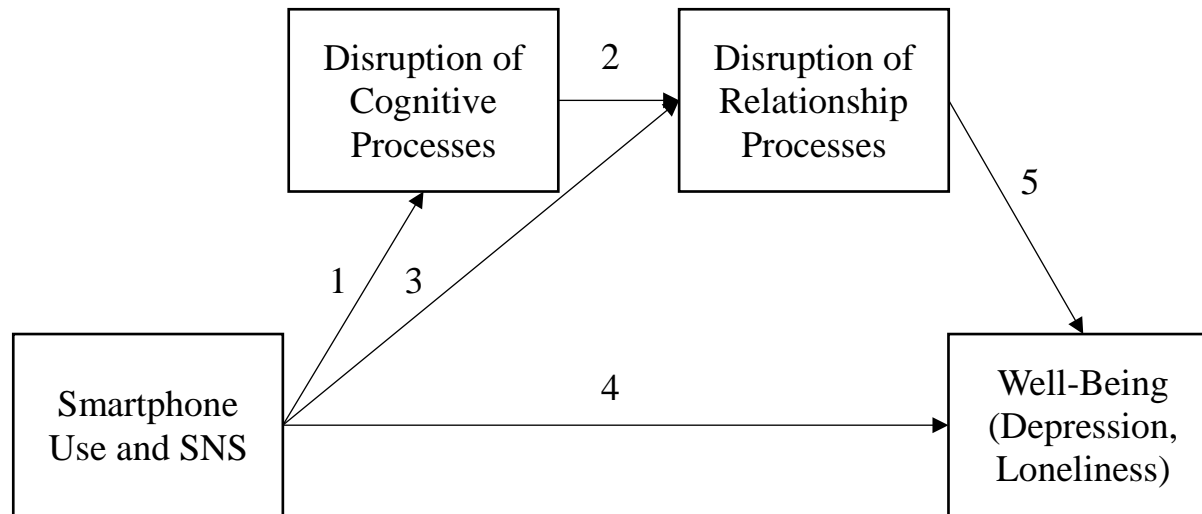 Disruption of
Cognitive
Processes
2
Disruption of
Relationship
Processes
5
1
3
Smartphone
Use and SNS
4
Well-Being
(Depression,
Loneliness)